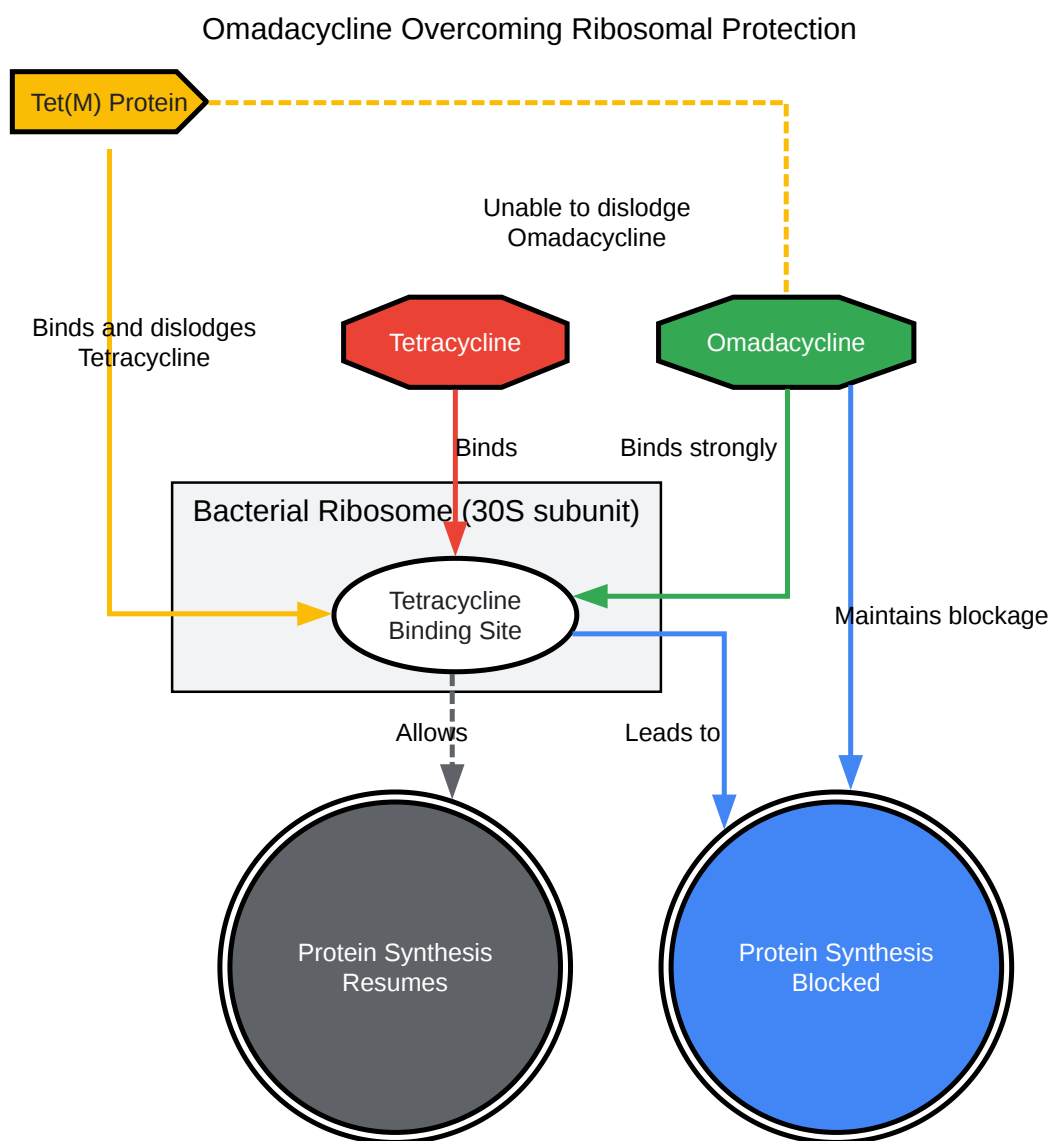 Omadacycline Overcoming Ribosomal Protection
Tet(M) Protein
Unable to dislodge
Omadacycline
Binds and dislodges
Tetracycline
Tetracycline
Omadacycline
Binds
Binds strongly
Bacterial Ribosome (30S subunit)
Tetracycline
Binding Site
Maintains blockage
Allows
Leads to
Protein Synthesis
Resumes
Protein Synthesis
Blocked